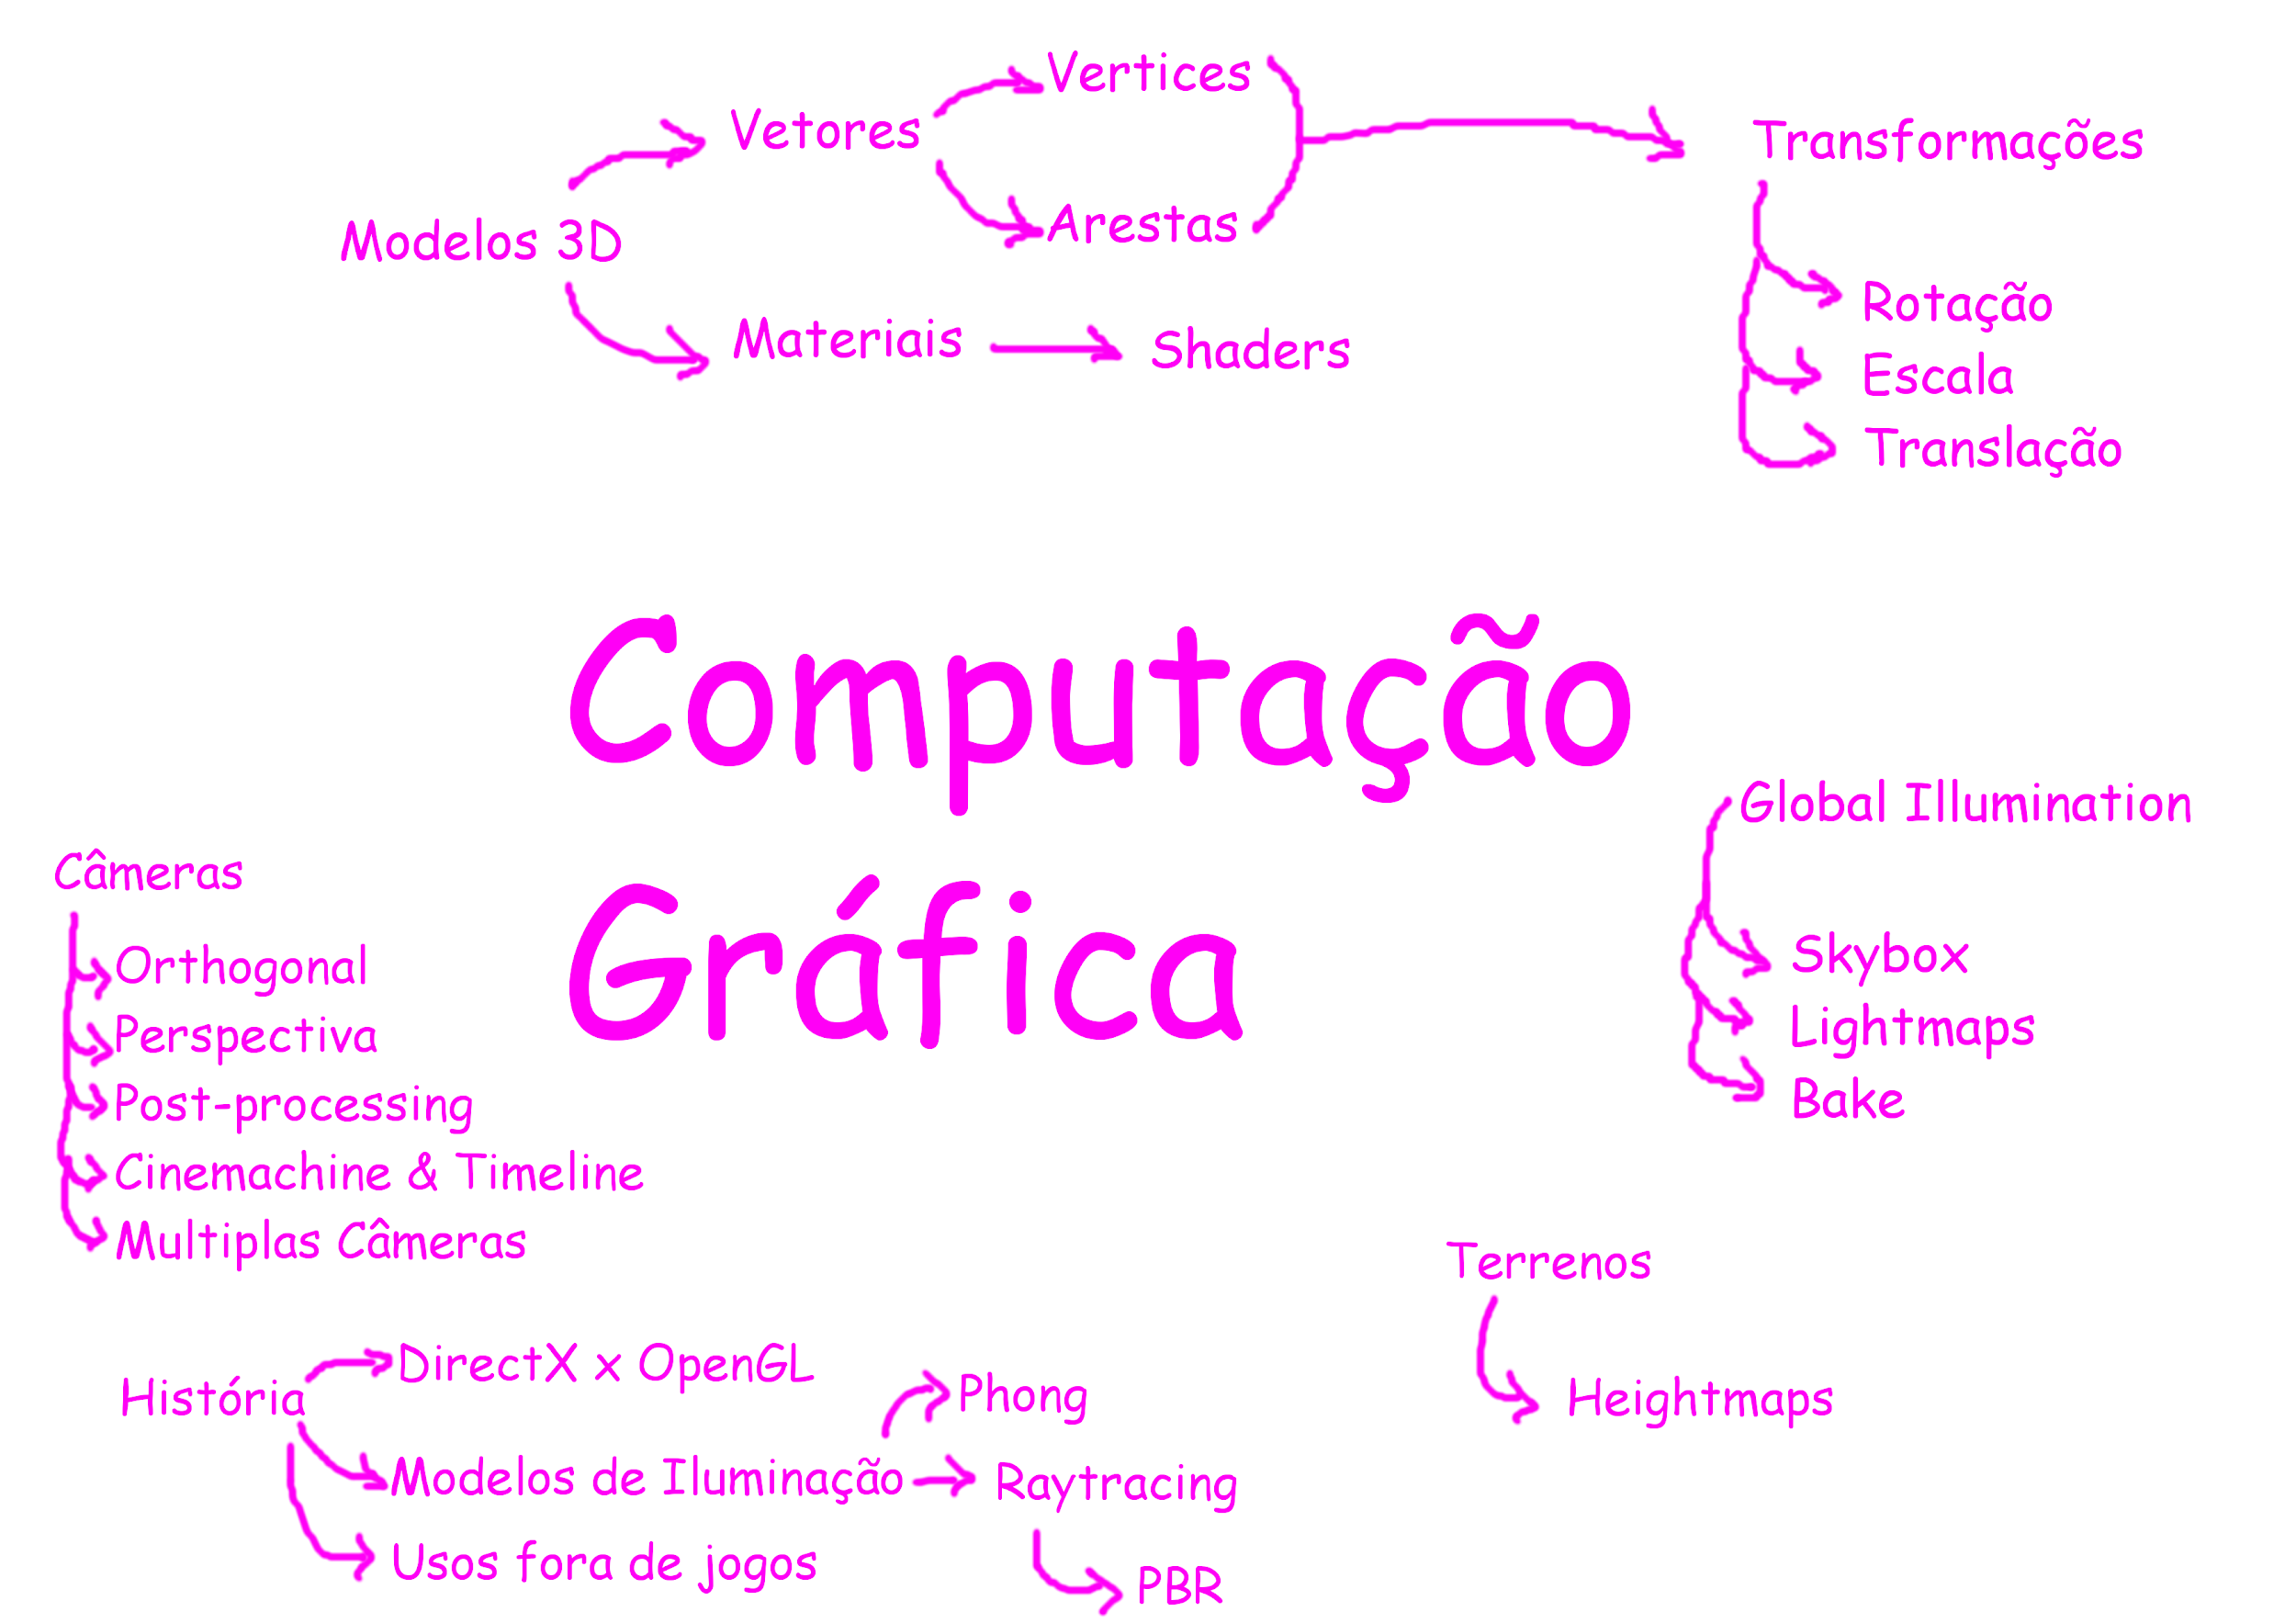 Vertices
Vetores
Transformações
Arestas
Modelos 3D
Materiais
Shaders
Rotação
Escala
Translação
Computação
Gráfica
Global Illumination
Skybox
Lightmaps
Bake
Câmeras
Orthogonal
Perspectiva
Post-processing
Cinemachine & Timeline
Multiplas Câmeras
Terrenos
Heightmaps
História
DirectX x OpenGL
Modelos de Iluminação
Phong
Raytracing
PBR
Usos fora de jogos